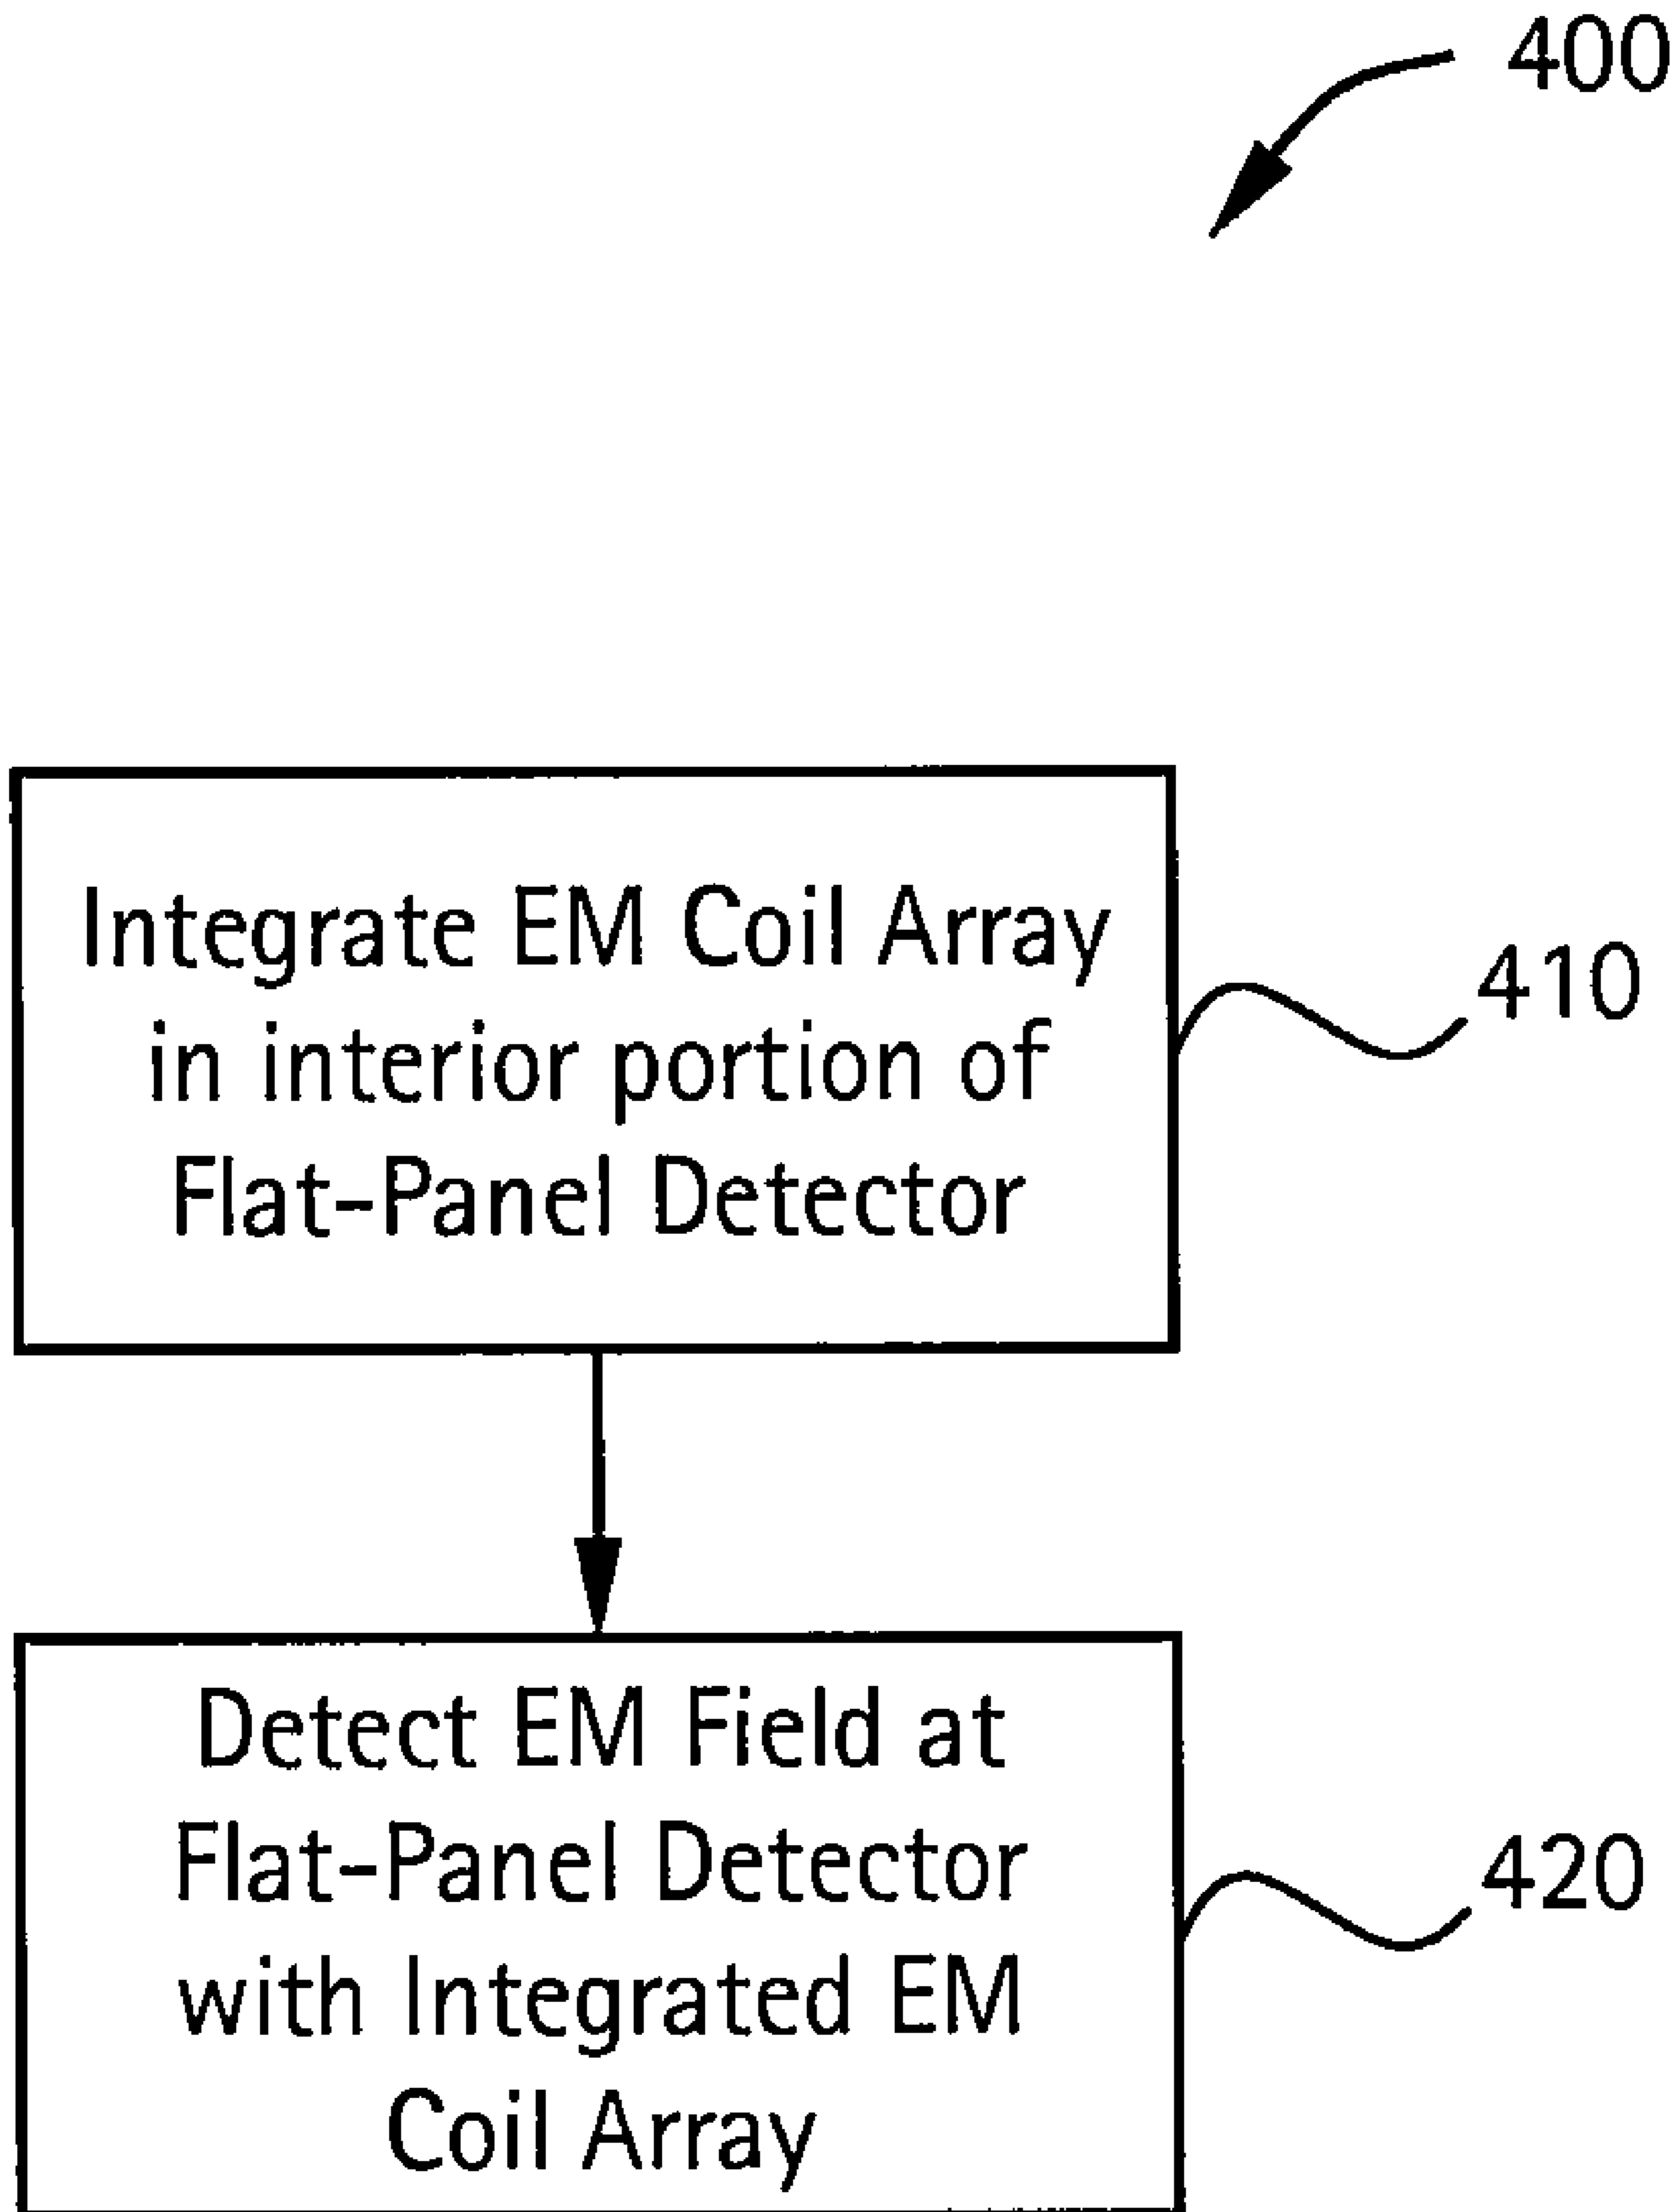 400
Integrate EM Coil Array
in interior portion of
Flat-Panel Detector
410
Detect EM Field at
Flat-Panel Detector
with Integrated EM
Coil Array
420